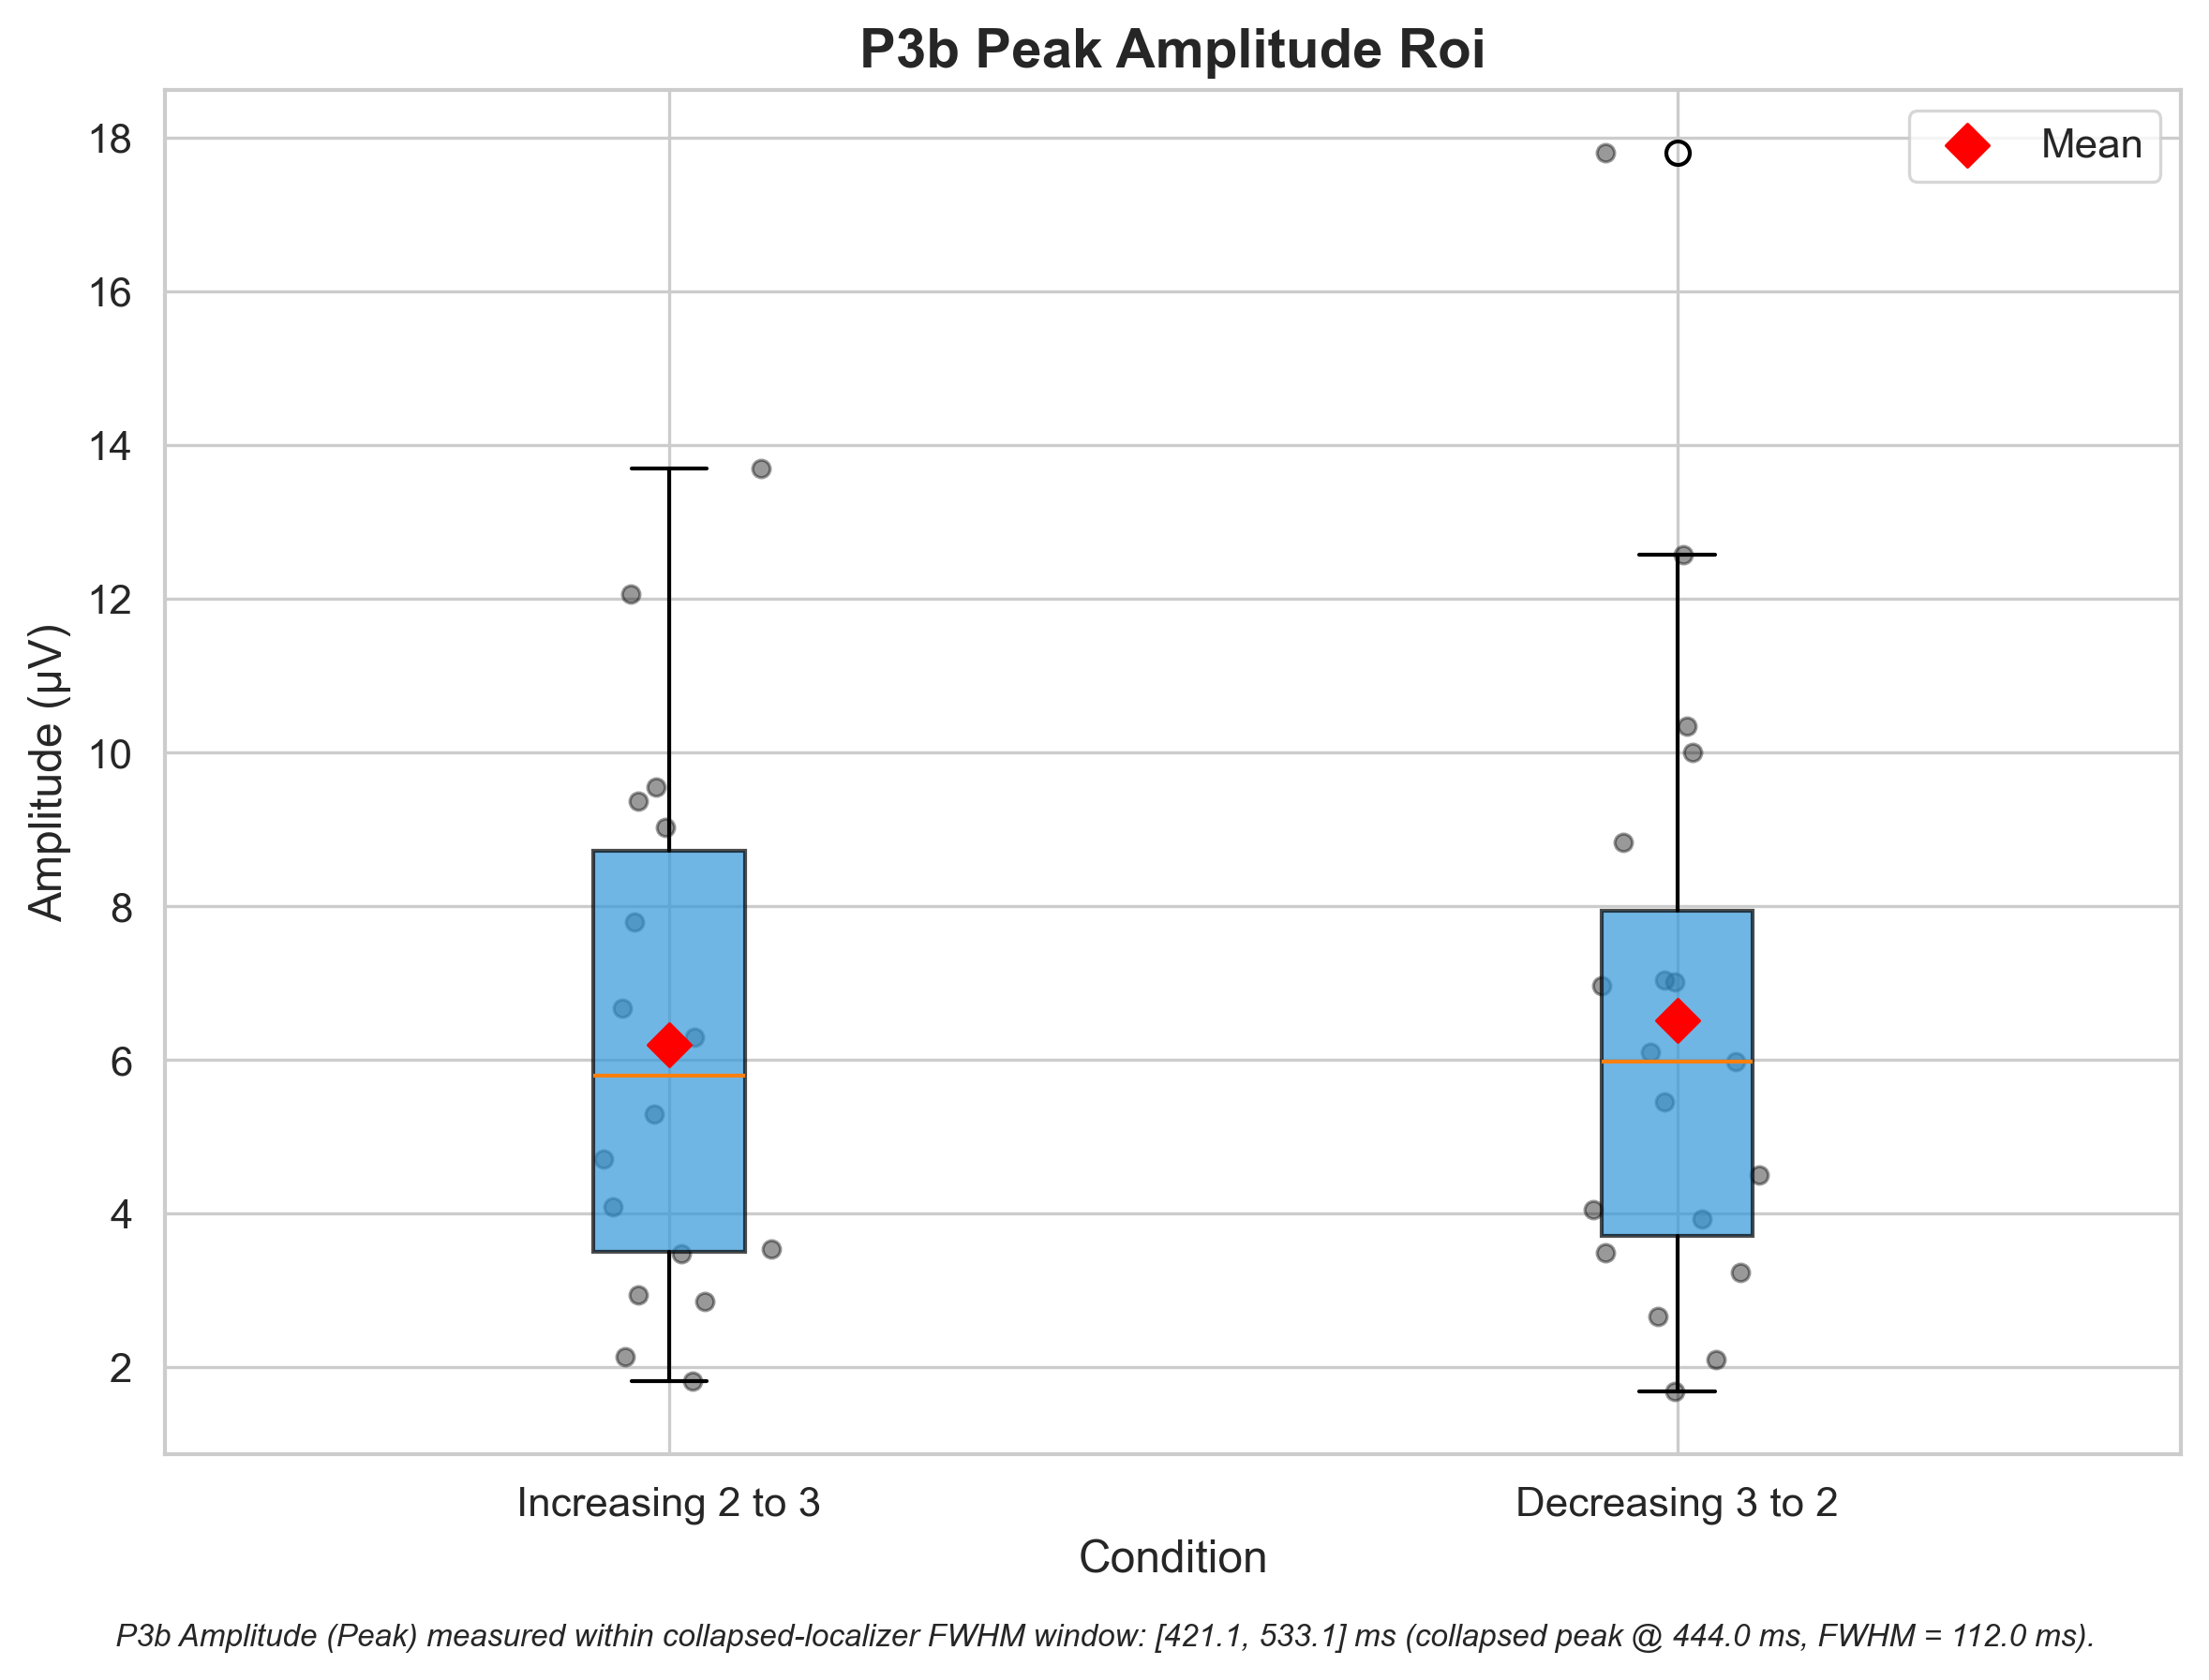 P3b Peak Amplitude Roi
Mean
18
16
14
12
10
8
6
4
2
Amplitude (µV)
Increasing 2 to 3
Decreasing 3 to 2
Condition
P3b Amplitude (Peak) measured within collapsed-localizer FWHM window: [421.1, 533.1] ms (collapsed peak @ 444.0 ms, FWHM = 112.0 ms).